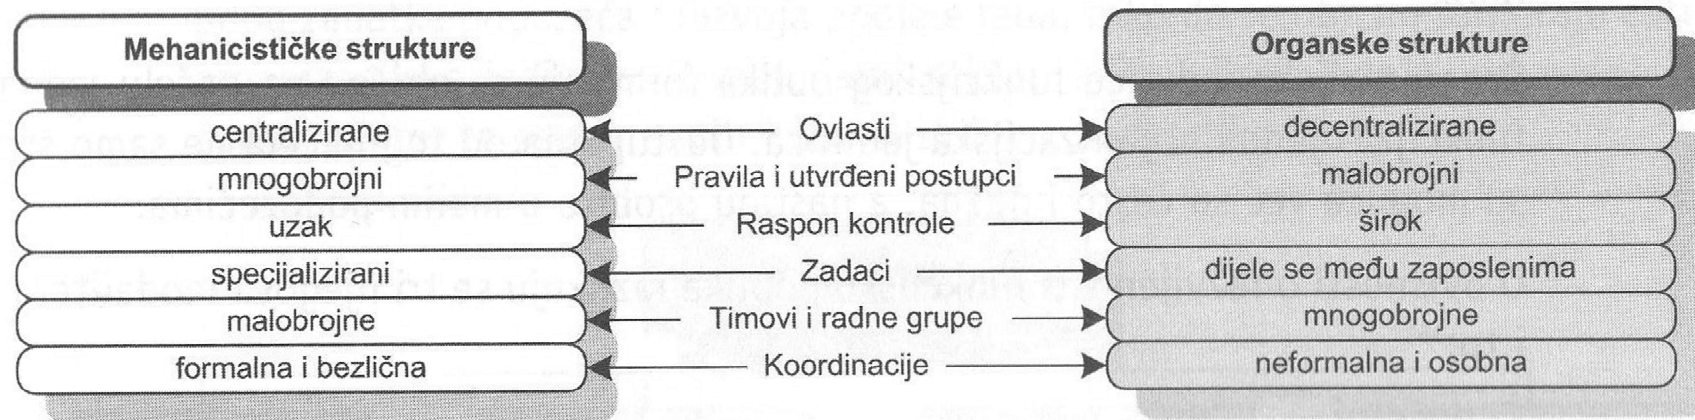 Mehanicističke strukture Organske strukture
centralizirane Ovlasti decentralizirane
mnogobrojni Pravila i utvrđeni postupci malobrojni
uzak Raspon kontrole širok
specijalizirani Zadaci dijele se među zaposlenima
malobrojne Timovi i radne grupe mnogobrojne
formalna i bezlična Koordinacije neformalna i osobna